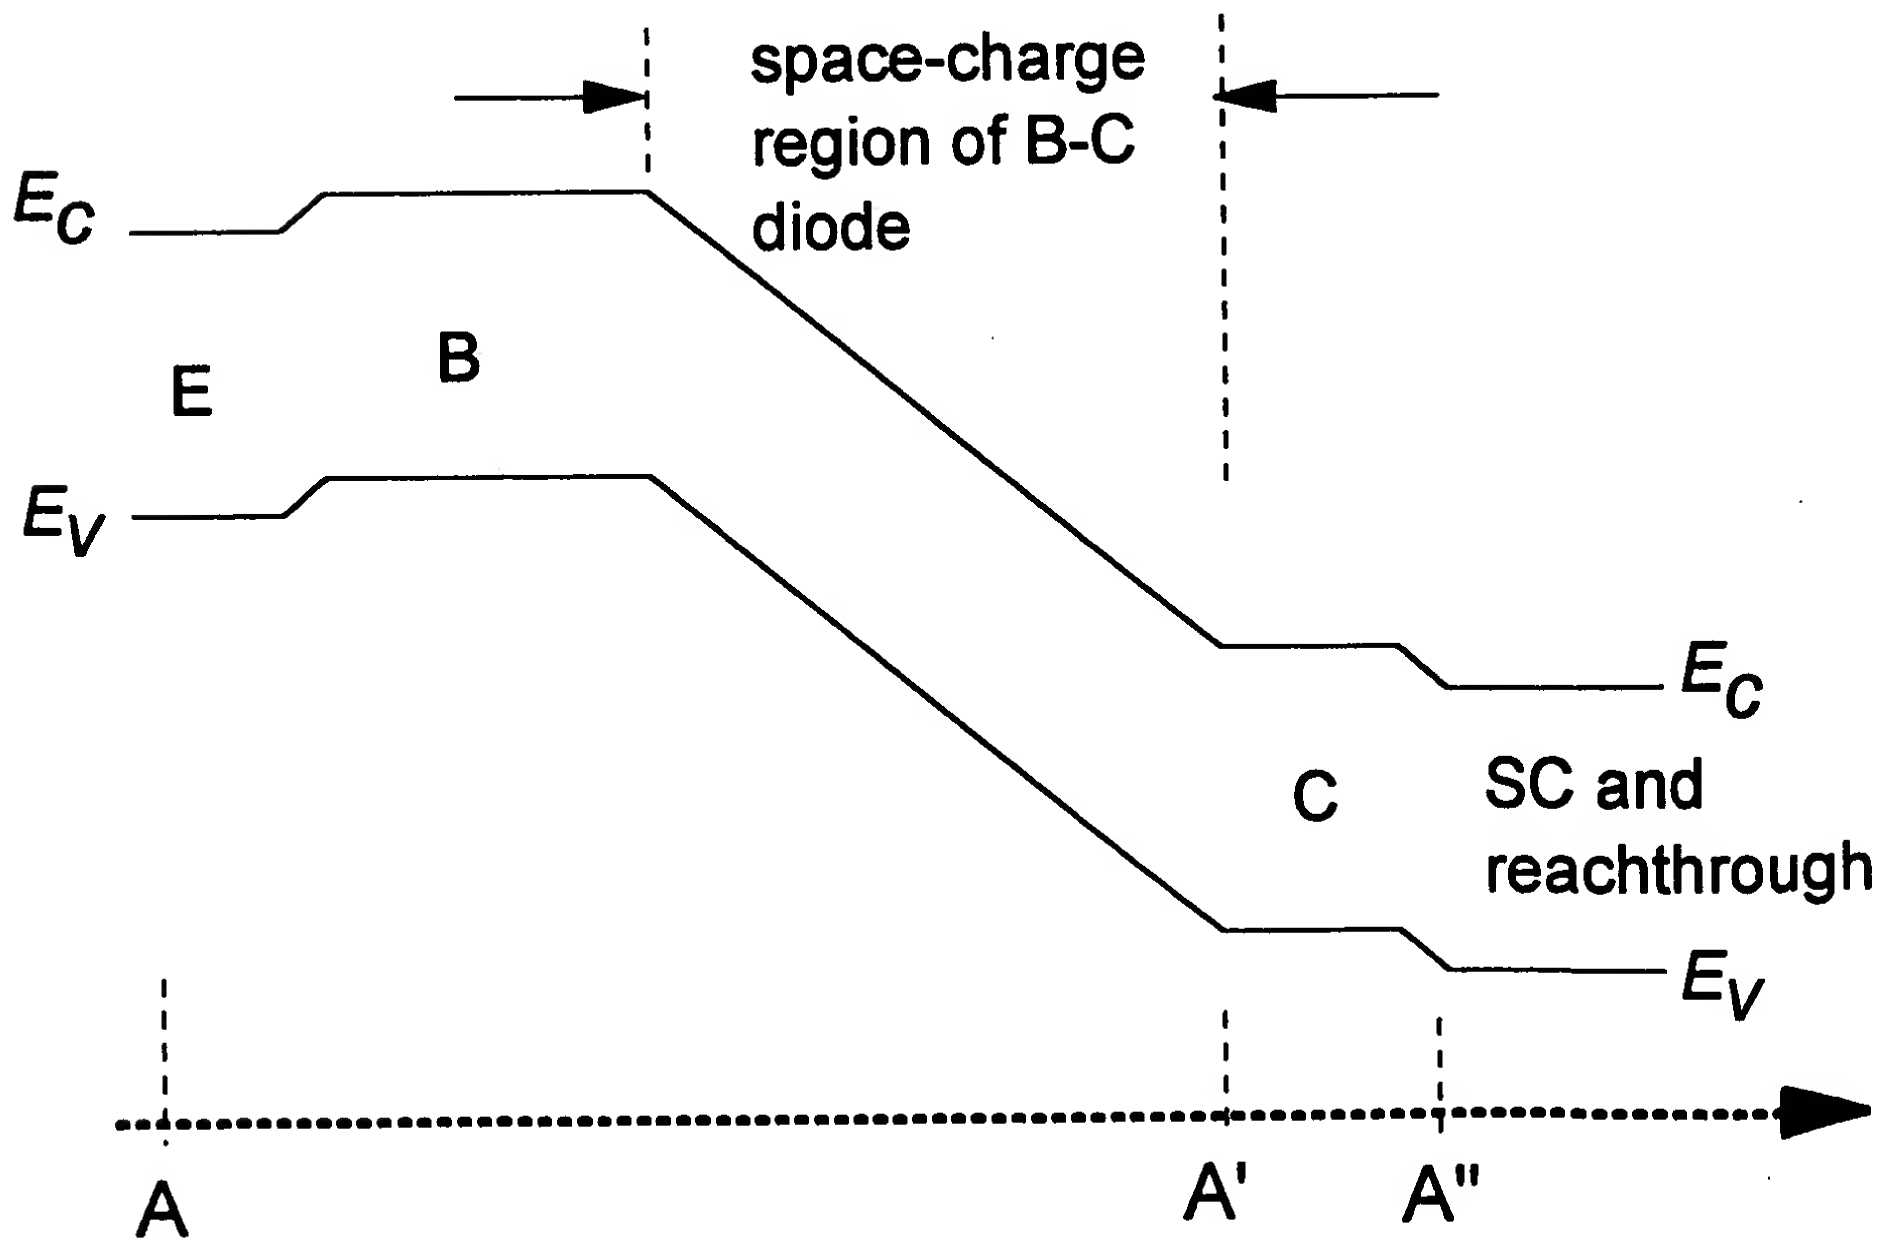 space-charge
region of B-C
diode
E_C
B
E
E_V
E_C
C
SC and
reachthrough
E_V
A
A'
A"